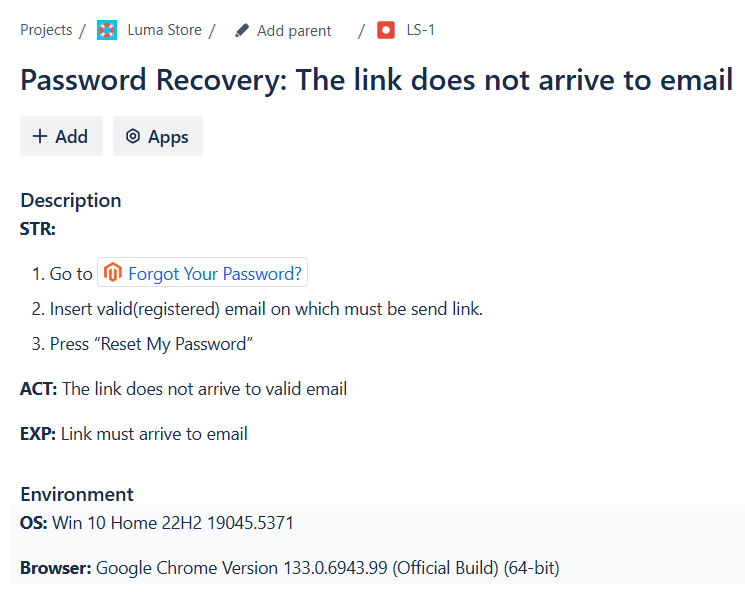 Projects / Luma Store / Add parent / LS-1
Password Recovery: The link does not arrive to email
+ Add Apps
Description
STR:
1. Go to Forgot Your Password?
2. Insert valid(registered) email on which must be send link.
3. Press “Reset My Password”
ACT: The link does not arrive to valid email
EXP: Link must arrive to email
Environment
OS: Win 10 Home 22H2 19045.5371
Browser: Google Chrome Version 133.0.6943.99 (Official Build) (64-bit)